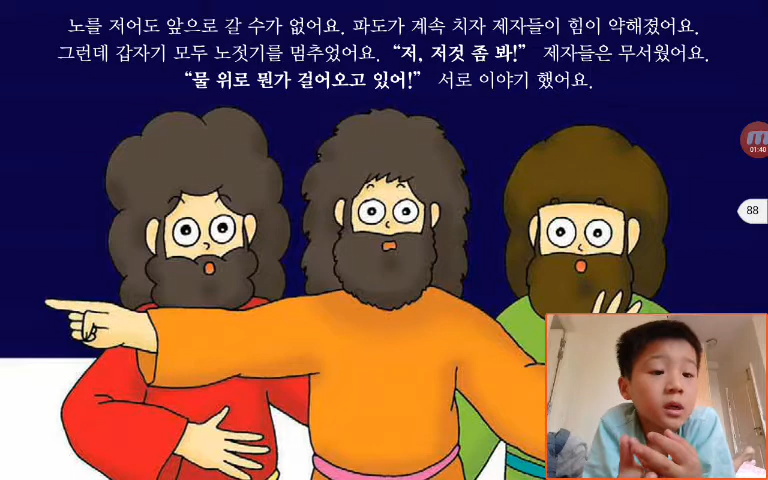 노를 저어도 앞으로 갈 수가 없어요. 파도가 계속 치자 제자들이 힘이 약해졌어요.
그런데 갑자기 모두 노젓기를 멈추었어요. “저, 저것 좀 봐!” 제자들은 무서웠어요.
“물 위로 뭔가 걸어오고 있어!” 서로 이야기 했어요.
01:40
88